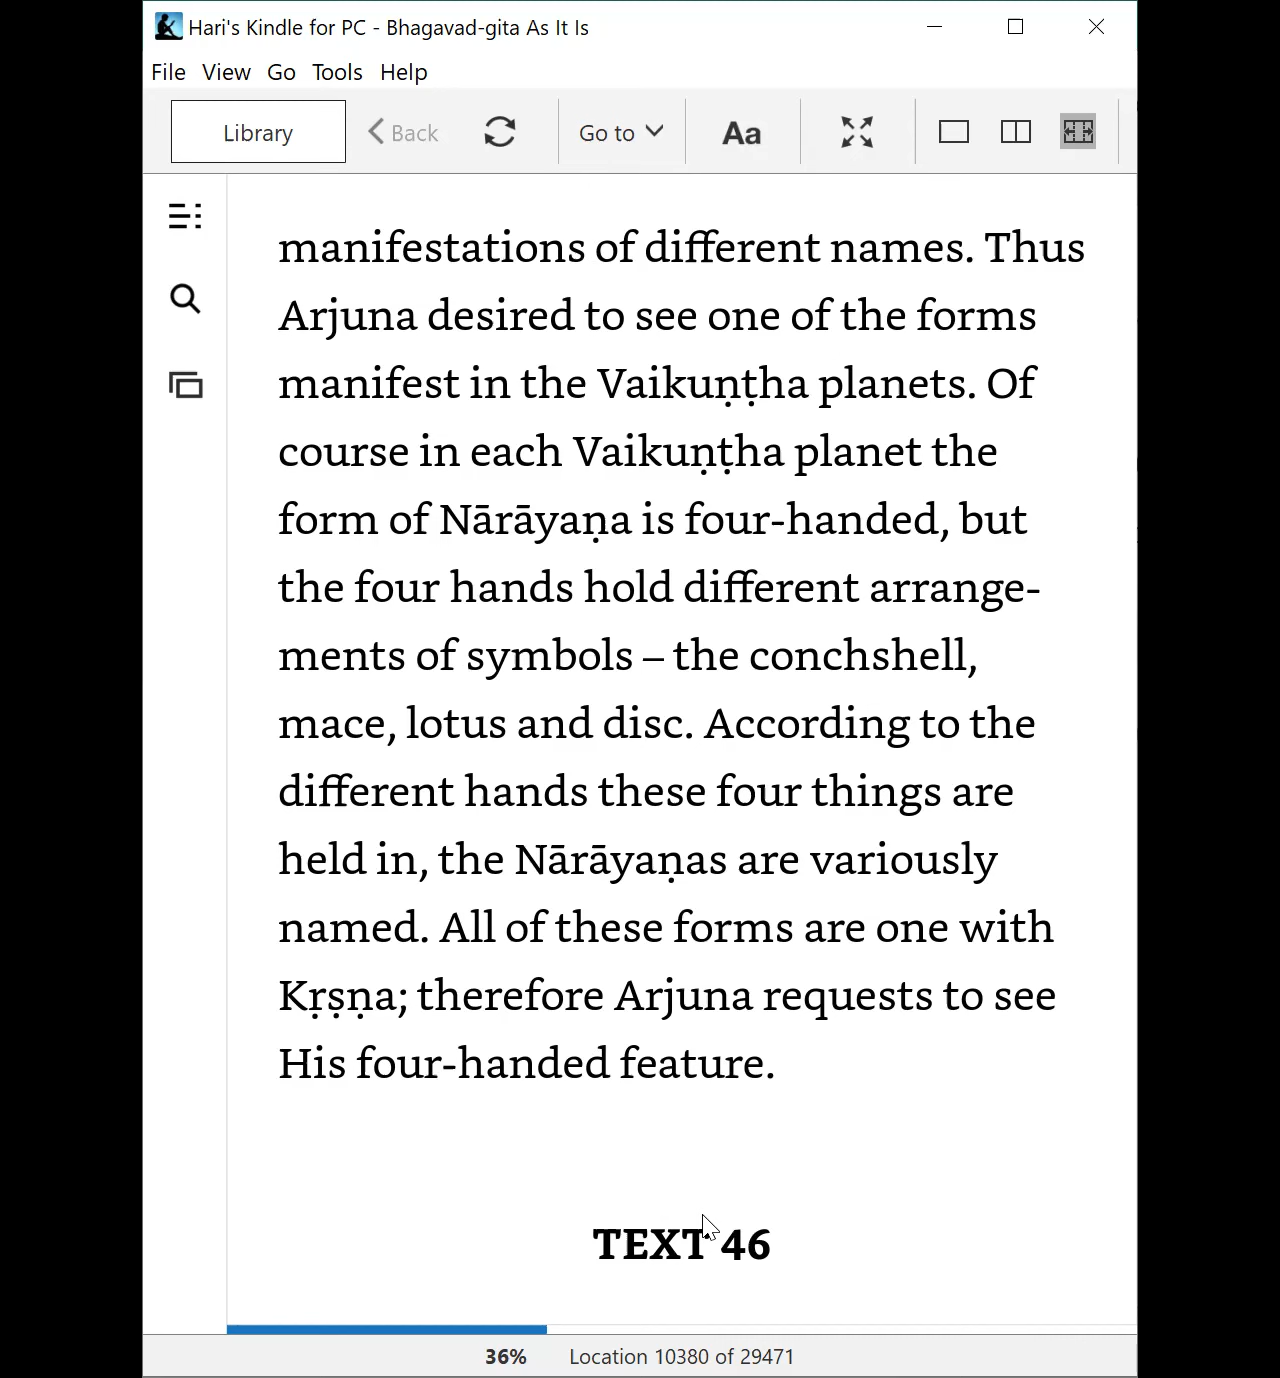 Hari's Kindle for PC - Bhagavad-gita As It Is
File View Go Tools Help
Library Back Go to Aa
manifestations of different names. Thus
Arjuna desired to see one of the forms
manifest in the Vaikuṇṭha planets. Of
course in each Vaikuṇṭha planet the
form of Nārāyaṇa is four-handed, but
the four hands hold different arrange-
ments of symbols – the conchshell,
mace, lotus and disc. According to the
different hands these four things are
held in, the Nārāyaṇas are variously
named. All of these forms are one with
Kṛṣṇa; therefore Arjuna requests to see
His four-handed feature.
TEXT 46
36% Location 10380 of 29471